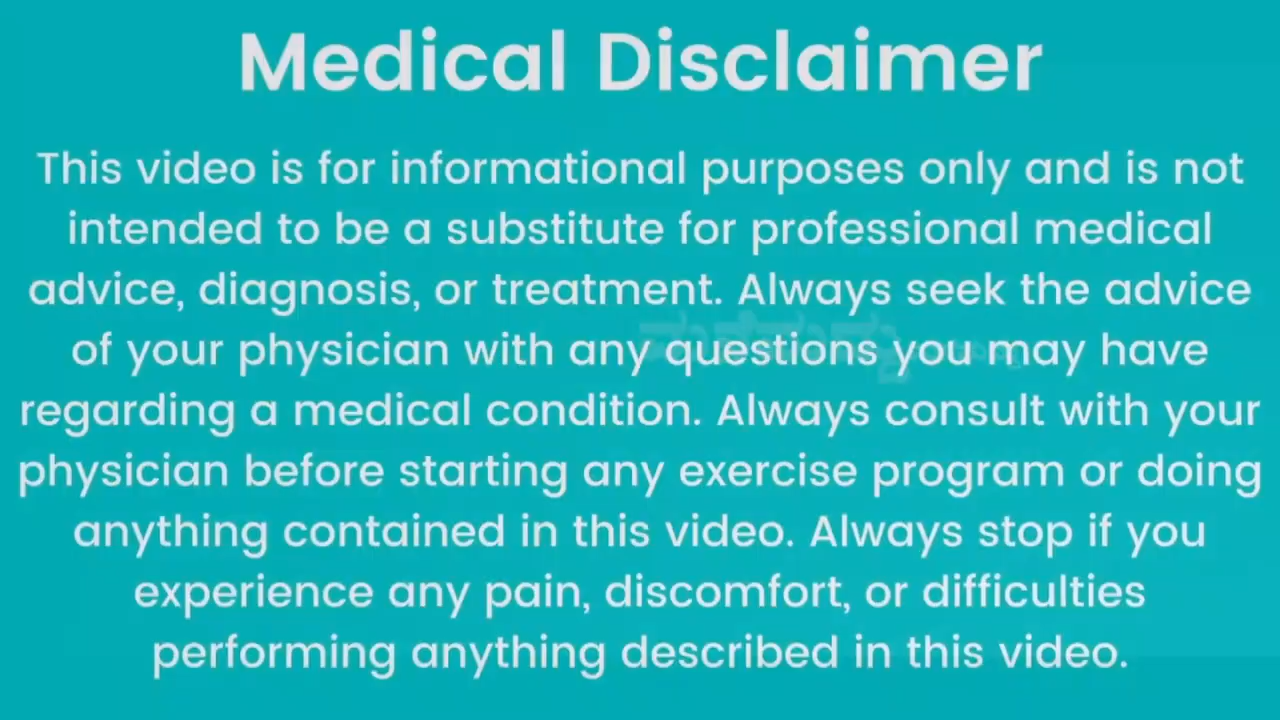 Medical Disclaimer
This video is for informational purposes only and is not
intended to be a substitute for professional medical
advice, diagnosis, or treatment. Always seek the advice
of your physician with any questions you may have
regarding a medical condition. Always consult with your
physician before starting any exercise program or doing
anything contained in this video. Always stop if you
experience any pain, discomfort, or difficulties
performing anything described in this video.